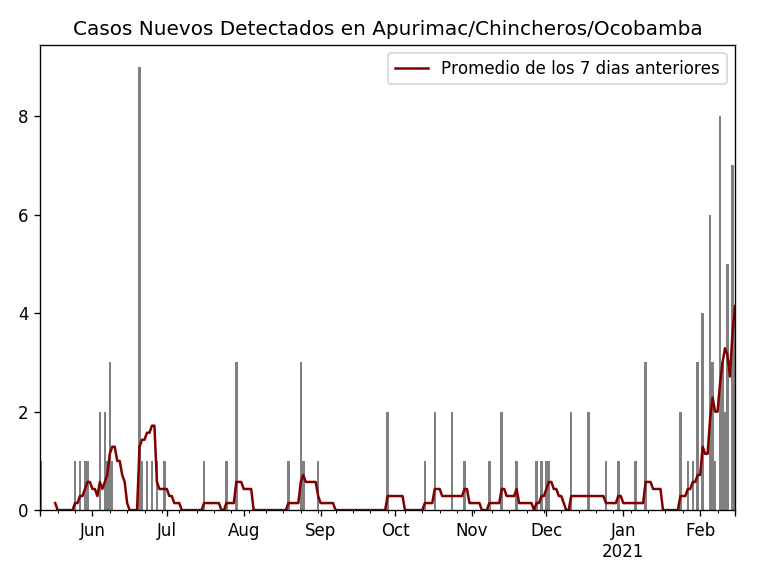 Casos Nuevos Detectados en Apurimac/Chincheros/Ocobamba
Promedio de los 7 dias anteriores
8
6
4
2
0
Jun Jul Aug Sep Oct Nov Dec Jan Feb
2021